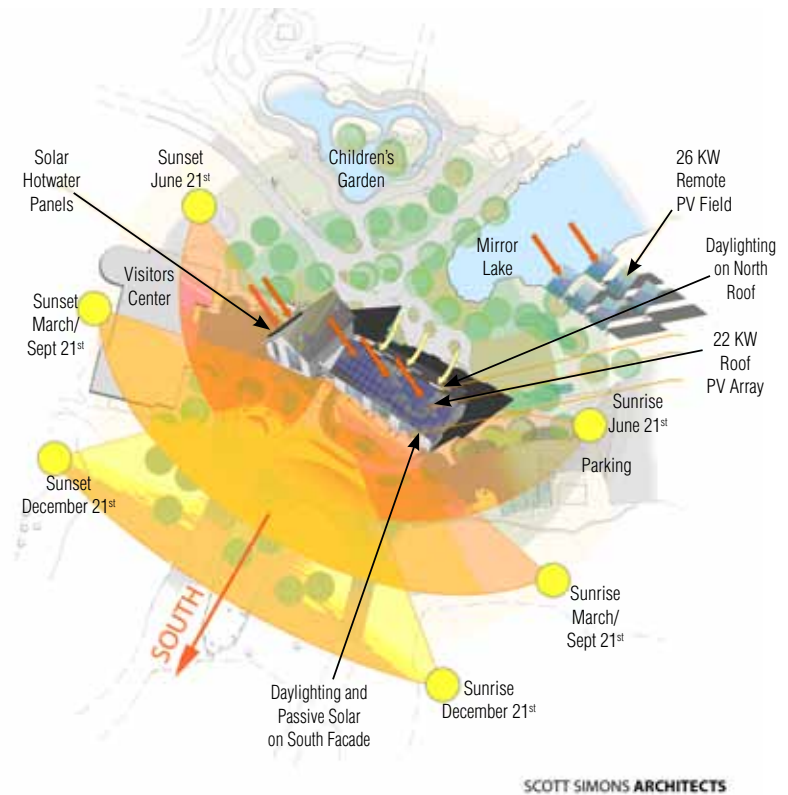 Solar
Hotwater
Panels
Sunset
June 21st
Children's
Garden
26 KW
Remote
PV Field
Mirror
Lake
Daylighting
on North
Roof
Visitors
Center
Sunset
March/
Sept 21st
22 KW
Roof
PV Array
Sunrise
June 21st
Parking
Sunset
December 21st
SOUTH
Sunrise
March/
Sept 21st
Sunrise
December 21st
Daylighting and
Passive Solar
on South Facade
SCOTT SIMONS ARCHITECTS